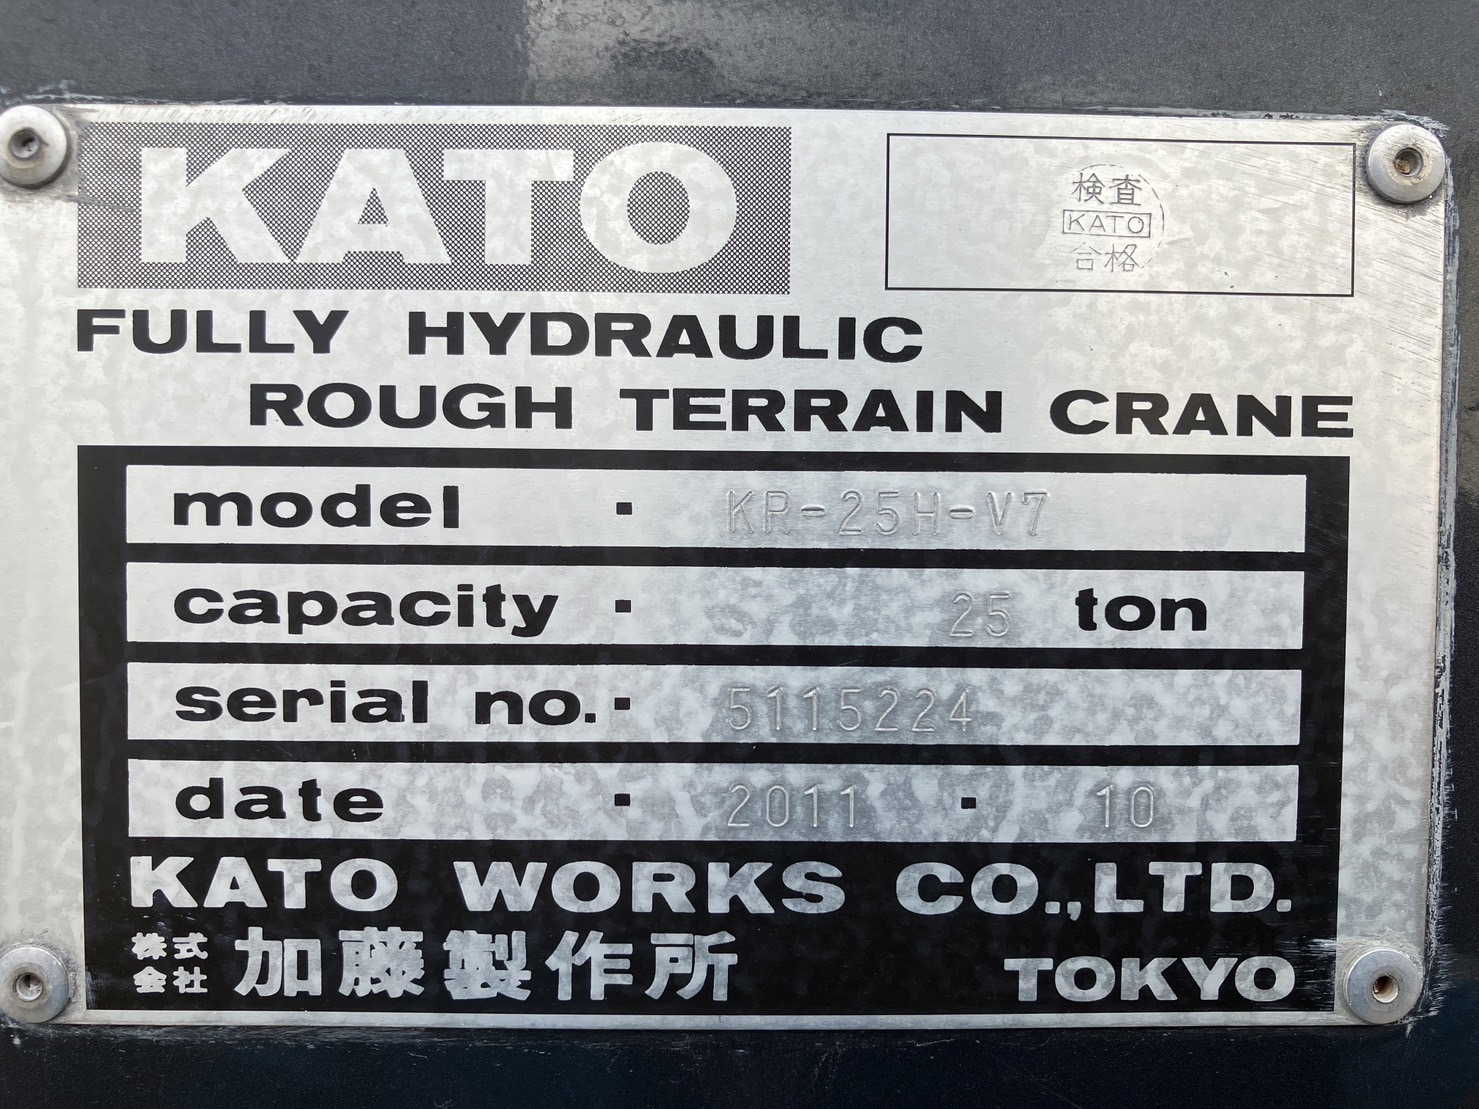 KATO
検査
KATO
合格
FULLY HYDRAULIC
ROUGH TERRAIN CRANE
model · KR-25H-V7
capacity · 25 ton
serial no. · 5115224
date · 2011 · 10
KATO WORKS CO.,LTD.
株式会社 加藤製作所 TOKYO